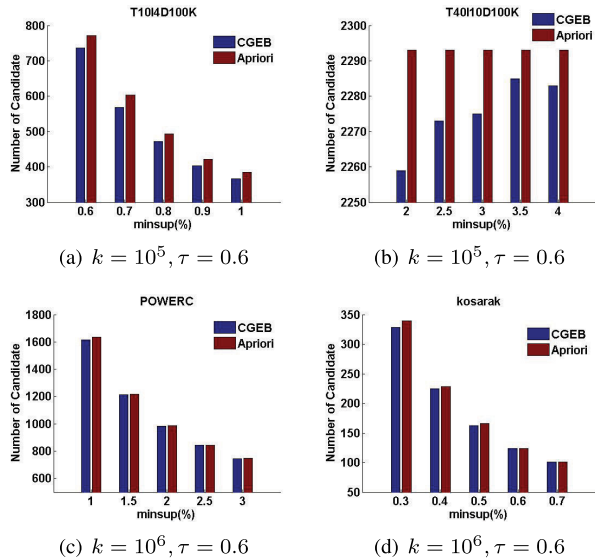 T10I4D100K
Number of Candidate
800
700
600
500
400
300
0.6 0.7 0.8 0.9 1
minsup(%)
CGEB
Apriori
(a) k = 10^5, τ = 0.6
T40I10D100K
Number of Candidate
2300
2290
2280
2270
2260
2250
2 2.5 3 3.5 4
minsup(%)
CGEB
Apriori
(b) k = 10^5, τ = 0.6
POWERC
Number of Candidate
1800
1600
1400
1200
1000
800
600
1 1.5 2 2.5 3
minsup(%)
CGEB
Apriori
(c) k = 10^6, τ = 0.6
kosarak
Number of Candidate
350
300
250
200
150
100
50
0.3 0.4 0.5 0.6 0.7
minsup(%)
CGEB
Apriori
(d) k = 10^6, τ = 0.6